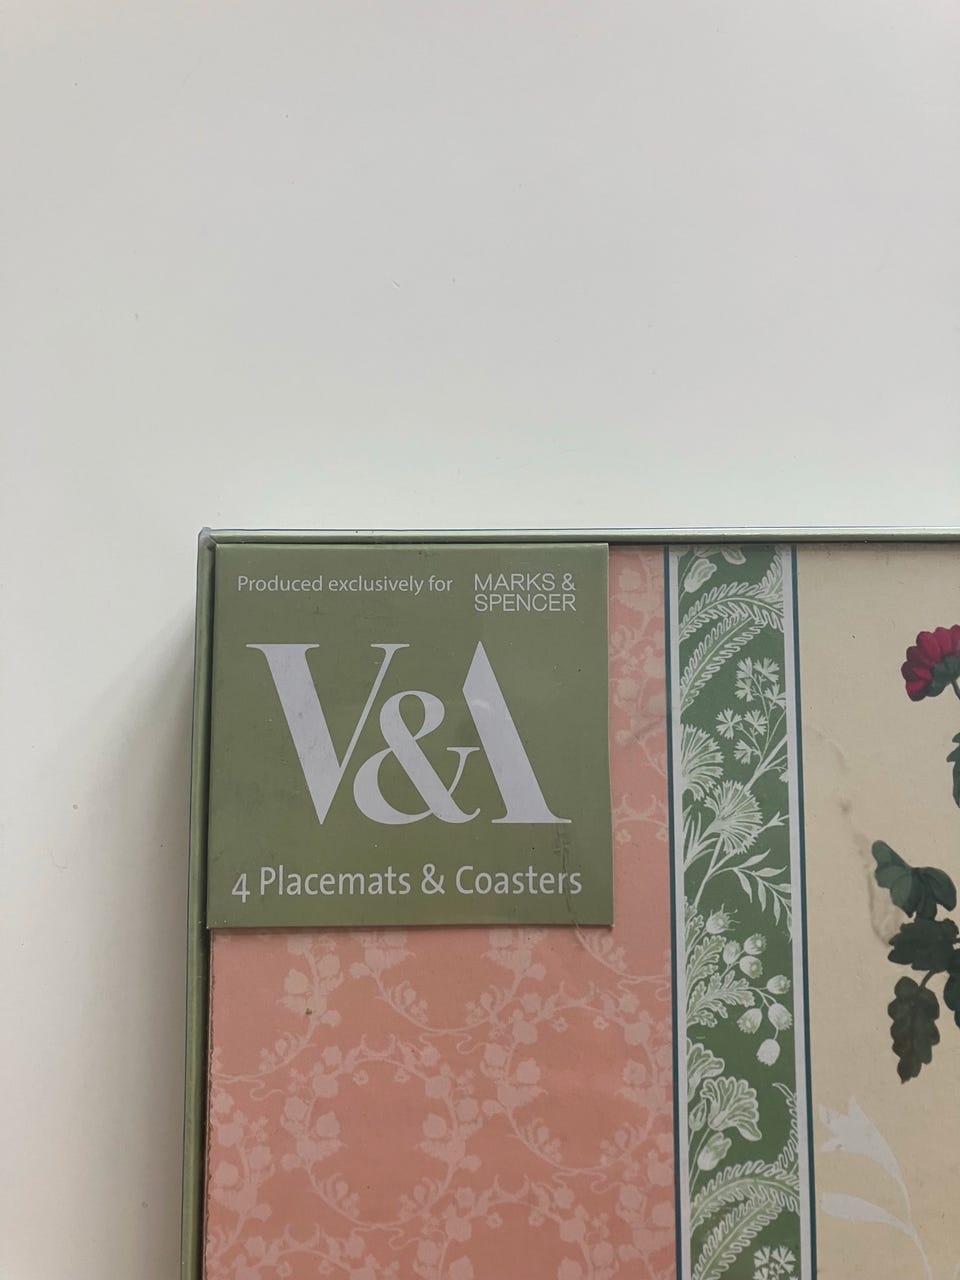 Produced exclusively for MARKS &
SPENCER
V&A
4 Placemats & Coasters